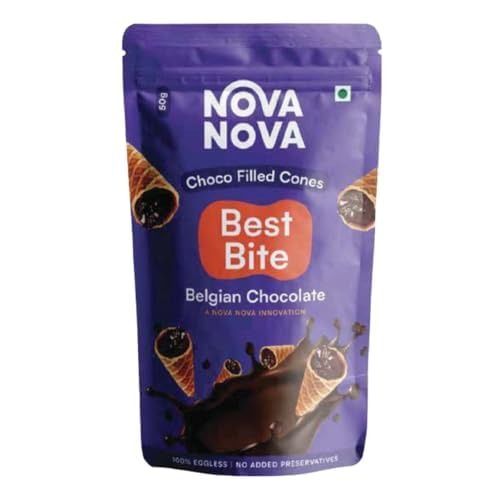 50g
NOVA
NOVA
Choco Filled Cones
Best
Bite
Belgian Chocolate
A NOVA NOVA INNOVATION
100% EGGLESS | NO ADDED PRESERVATIVES